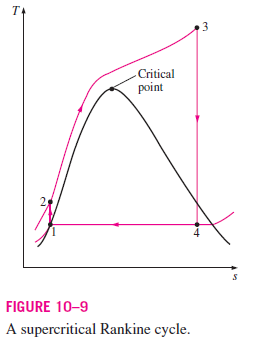 T
3
Critical
point
2
1
4
s
FIGURE 10–9
A supercritical Rankine cycle.